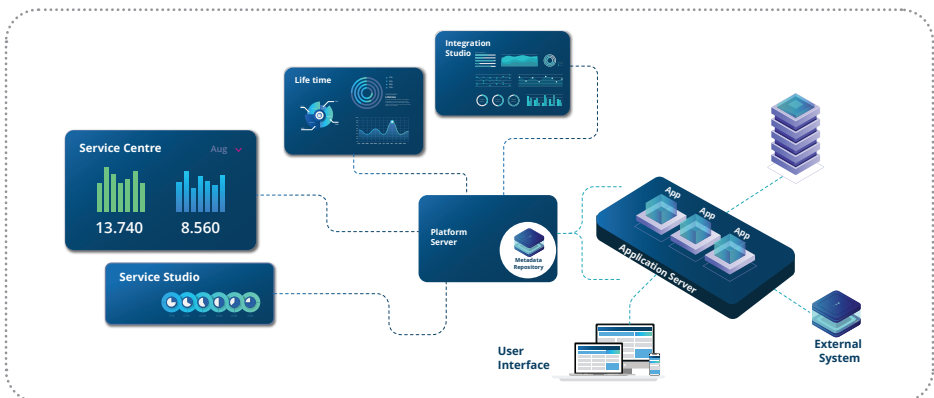 Integration
Studio
Life time
Service Centre
Aug
13.740
8.560
Platform
Server
Metadata
Repository
Service Studio
App
App
App
Application Server
User
Interface
External
System